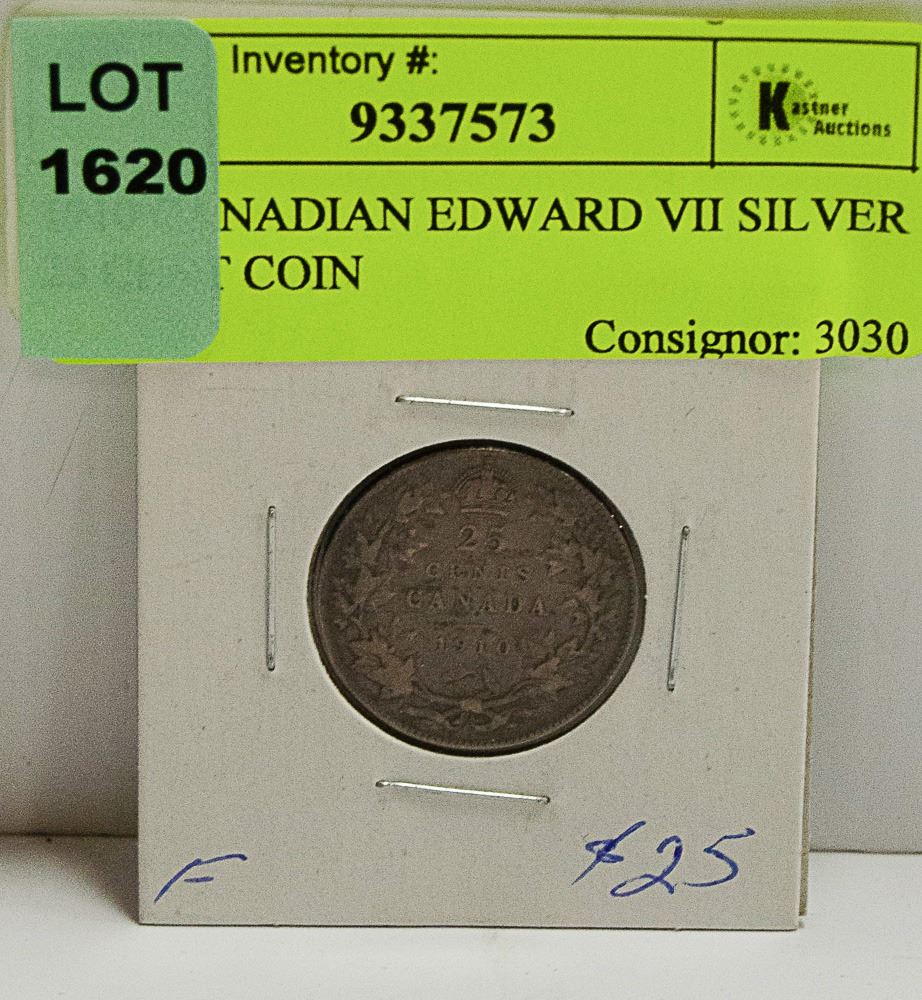 LOT
1620
Inventory #:
9337573
Kastner
Auctions
NADIAN EDWARD VII SILVER
T COIN
Consignor: 3030
25
CENTS
CANADA
F
$25